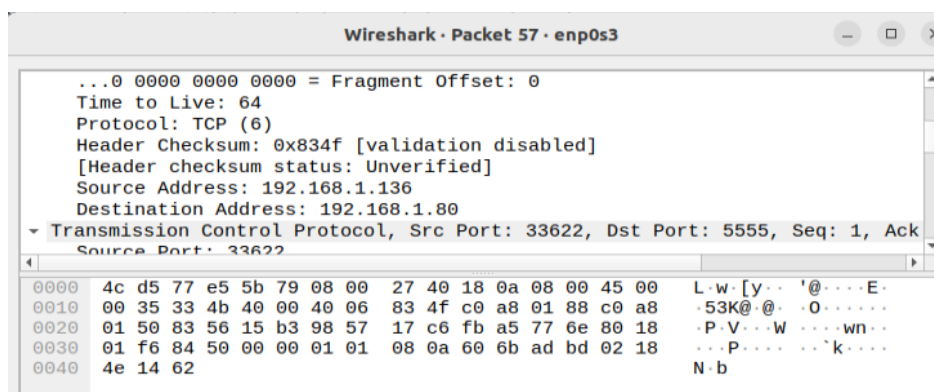 Wireshark · Packet 57 · enp0s3
...0 0000 0000 0000 = Fragment Offset: 0
Time to Live: 64
Protocol: TCP (6)
Header Checksum: 0x834f [validation disabled]
[Header checksum status: Unverified]
Source Address: 192.168.1.136
Destination Address: 192.168.1.80
Transmission Control Protocol, Src Port: 33622, Dst Port: 5555, Seq: 1, Ack
Source Port: 33622
0000 4c d5 77 e5 5b 79 08 00 27 40 18 0a 08 00 45 00 L·w·[y·· '@····E·
0010 00 35 33 4b 40 00 40 06 83 4f c0 a8 01 88 c0 a8 ·53K@·@· ·O······
0020 01 50 83 56 15 b3 98 57 17 c6 fb a5 77 6e 80 18 ·P·V···W ····wn··
0030 01 f6 84 50 00 00 01 01 08 0a 60 6b ad bd 02 18 ···P···· ··`k····
0040 4e 14 62 N·b